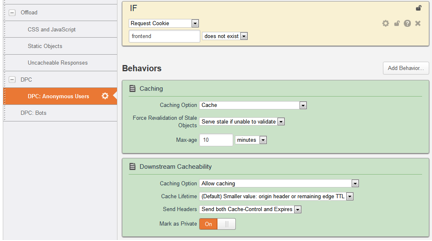 Offload
CSS and JavaScript
Static Objects
Uncacheable Responses
DPC
DPC: Anonymous Users
DPC: Bots
IF
Request Cookie
frontend
does not exist
Behaviors
Add Behavior...
Caching
Caching Option
Cache
Force Revalidation of Stale
Objects
Serve stale if unable to validate
Max-age
10
minutes
Downstream Cacheability
Caching Option
Allow caching
Cache Lifetime
(Default) Smaller value: origin header or remaining edge TTL
Send Headers
Send both Cache-Control and Expires
Mark as Private
On